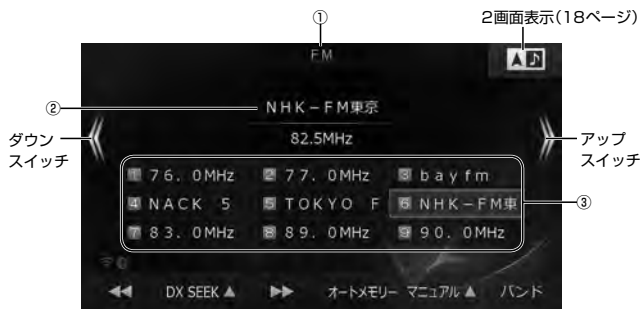 ①
2画面表示(18ページ)
FM
②
NHK-FM東京
82.5MHz
ダウン
スイッチ
アップ
スイッチ
1 76.0MHz 2 77.0MHz 3 bayfm
4 NACK 5 5 TOKYO F 6 NHK-FM東
③
7 83.0MHz 8 89.0MHz 9 90.0MHz
◀◀ DX SEEK▲ ▶▶ オートメモリー マニュアル▲ バンド